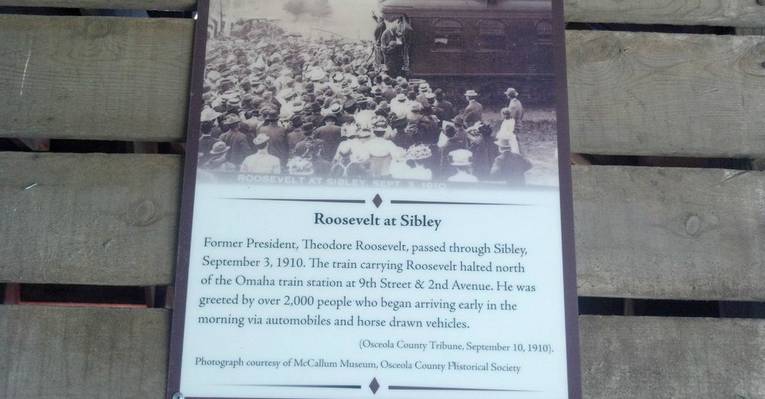 ROOSEVELT AT SIBLEY, SEPT. 3, 1910
Roosevelt at Sibley
Former President, Theodore Roosevelt, passed through Sibley,
September 3, 1910. The train carrying Roosevelt halted north
of the Omaha train station at 9th Street & 2nd Avenue. He was
greeted by over 2,000 people who began arriving early in the
morning via automobiles and horse drawn vehicles.
(Osceola County Tribune, September 10, 1910).
Photograph courtesy of McCallum Museum, Osceola County Historical Society